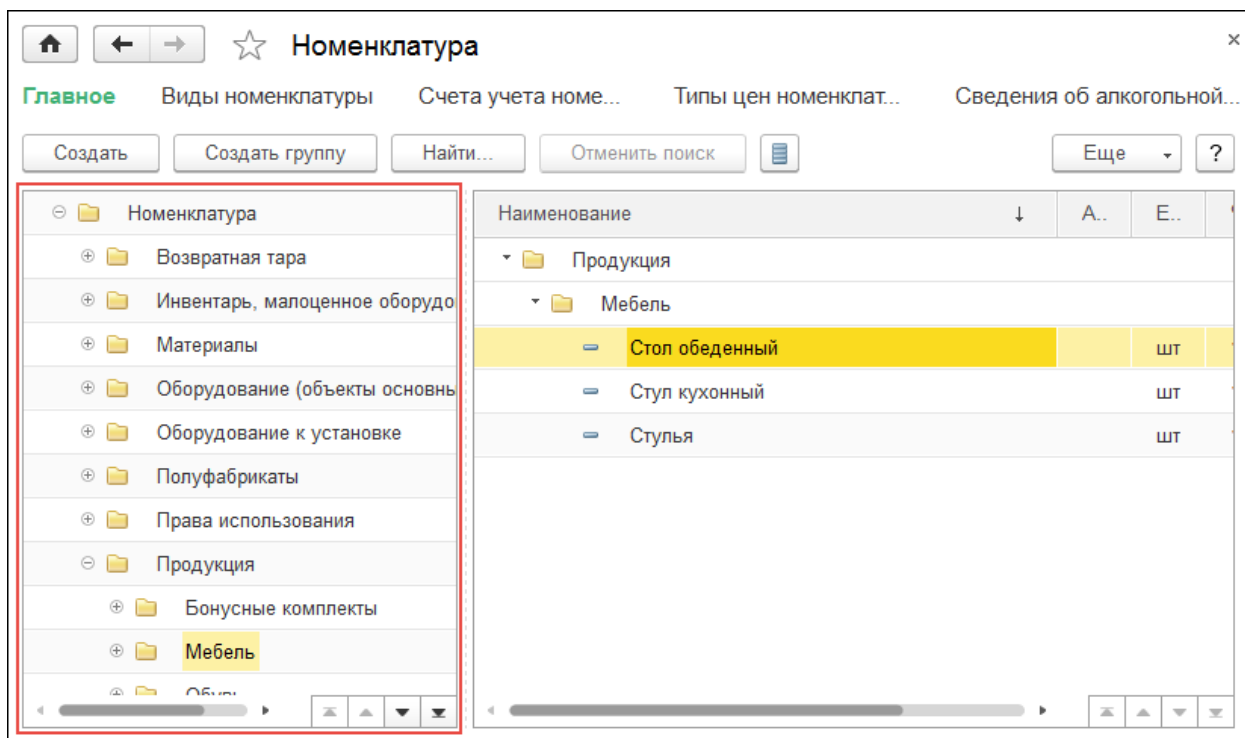 Номенклатура
Главное Виды номенклатуры Счета учета номе... Типы цен номенклат... Сведения об алкогольной...
Создать Создать группу Найти... Отменить поиск Еще ?
Номенклатура
Возвратная тара
Инвентарь, малоценное оборудо
Материалы
Оборудование (объекты основны
Оборудование к установке
Полуфабрикаты
Права использования
Продукция
Бонусные комплекты
Мебель
Наименование А.. Е..
Продукция
Мебель
Стол обеденный шт
Стул кухонный шт
Стулья шт